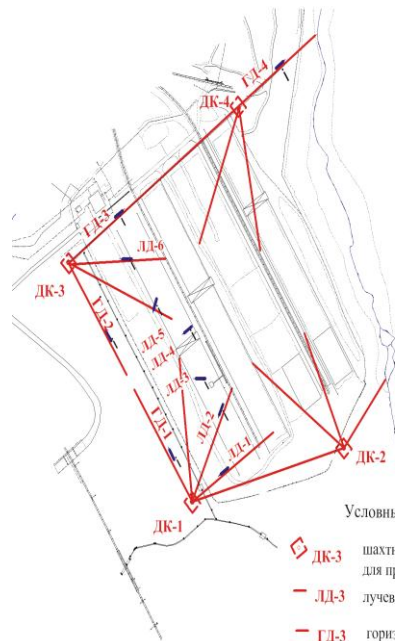 ГД-4
ДК-4
ГД-3
ЛД-6
ДК-3
ГД-2
ЛД-5
ЛД-4
ЛД-3
ЛД-2
ГД-1
ЛД-1
ДК-2
ДК-1
Условны
ДК-3 шахтн
для пр
ЛД-3 лучев
ГД-3 гориз